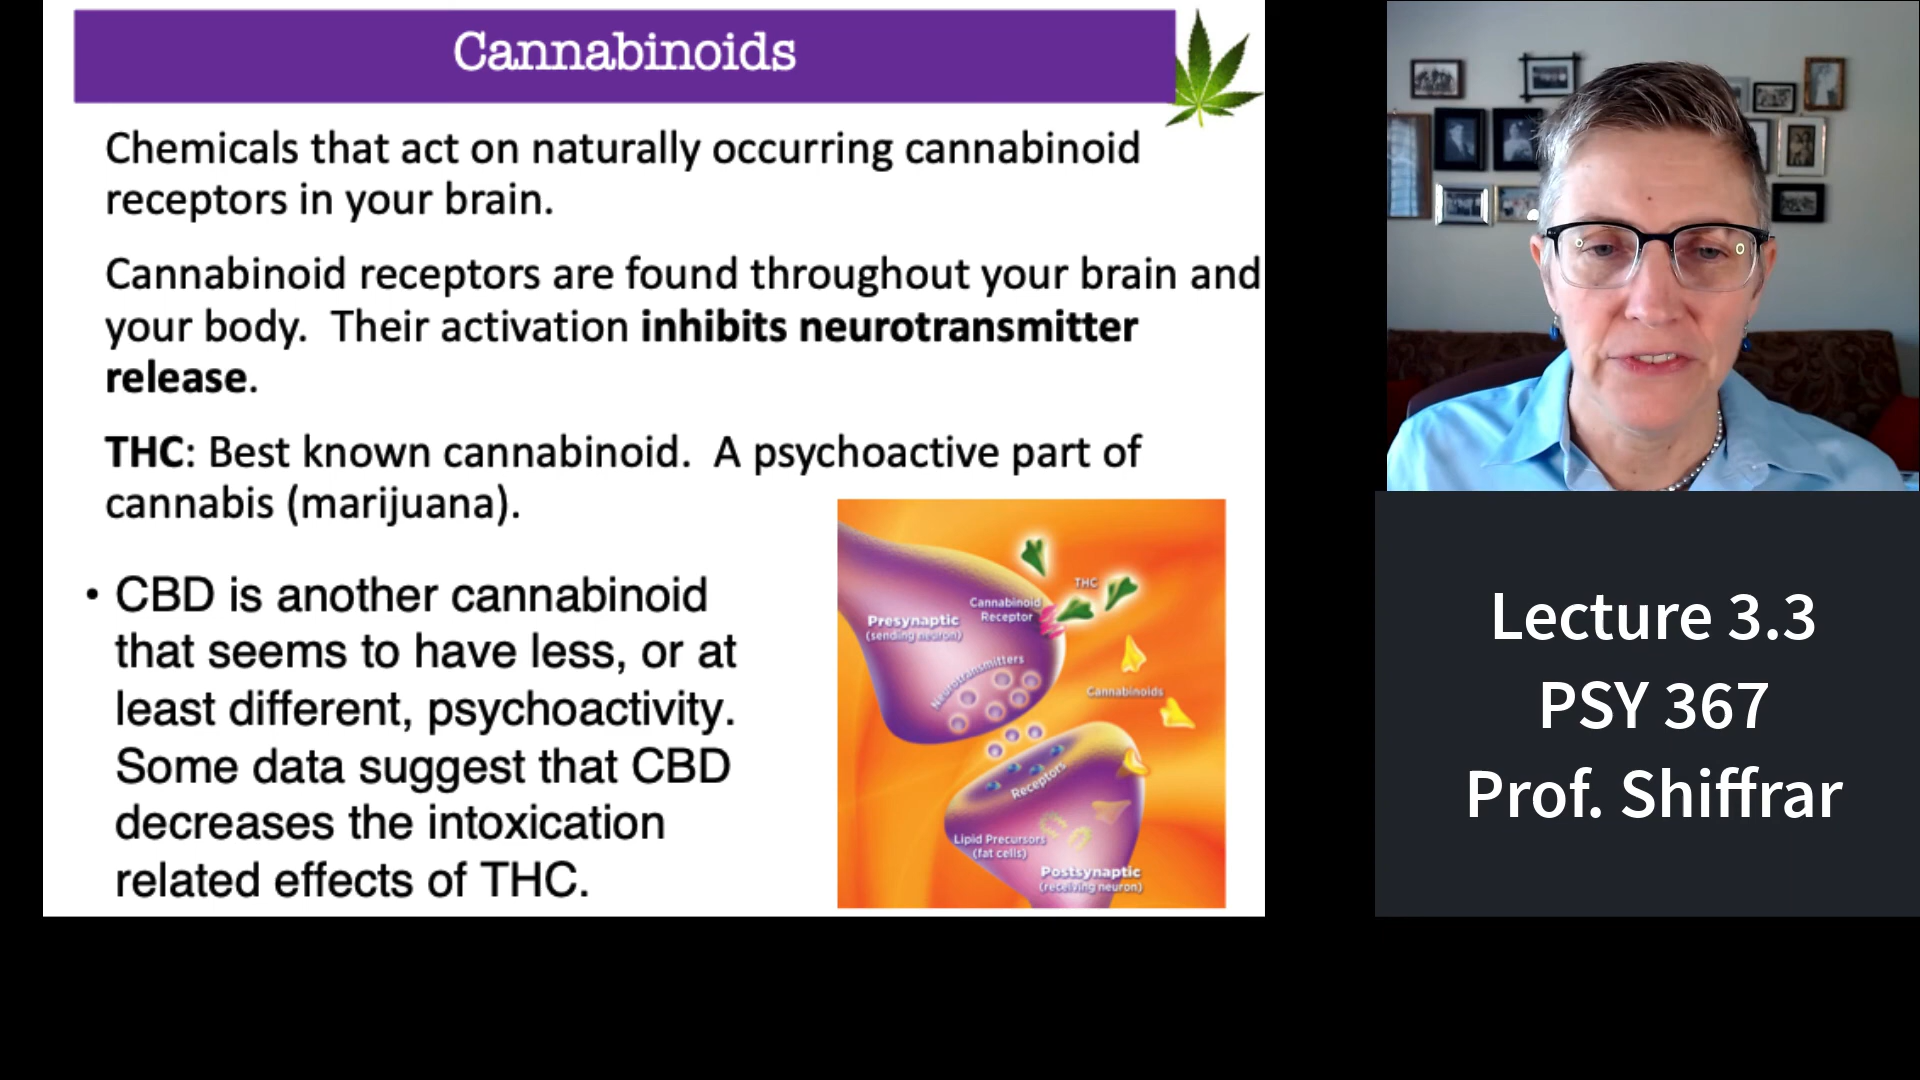 Cannabinoids
Chemicals that act on naturally occurring cannabinoid
receptors in your brain.
Cannabinoid receptors are found throughout your brain and
your body.  Their activation inhibits neurotransmitter
release.
THC: Best known cannabinoid.  A psychoactive part of
cannabis (marijuana).
• CBD is another cannabinoid
that seems to have less, or at
least different, psychoactivity.
Some data suggest that CBD
decreases the intoxication
related effects of THC.
THC
Cannabinoid
Receptor
Presynaptic
(sending neuron)
Neurotransmitters
Cannabinoids
Receptors
Lipid Precursors
(fat cells)
Postsynaptic
(receiving neuron)
Lecture 3.3
PSY 367
Prof. Shiffrar